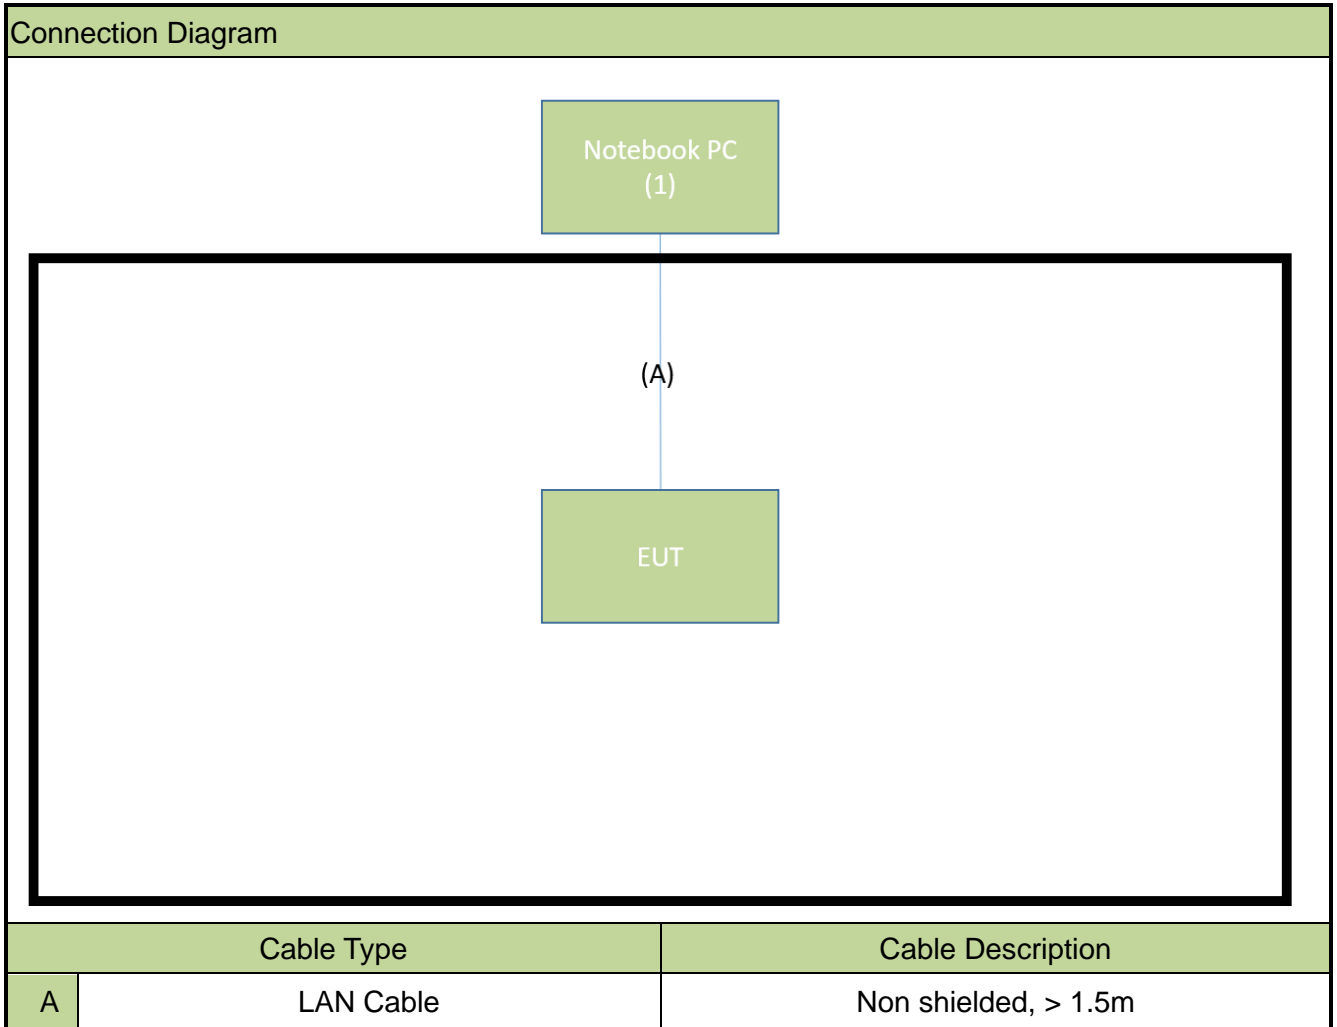 Connection Diagram
Notebook PC
(1)
(A)
EUT
Cable Type Cable Description
A LAN Cable Non shielded, > 1.5m